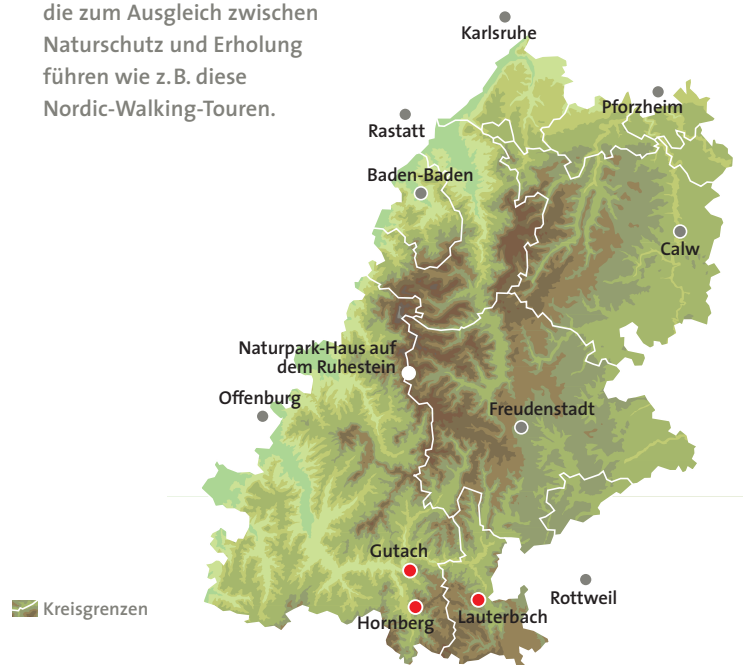 die zum Ausgleich zwischen
Naturschutz und Erholung
führen wie z. B. diese
Nordic-Walking-Touren.
Karlsruhe
Pforzheim
Rastatt
Baden-Baden
Calw
Naturpark-Haus auf
dem Ruhestein
Offenburg
Freudenstadt
Gutach
Rottweil
Kreisgrenzen
Hornberg
Lauterbach